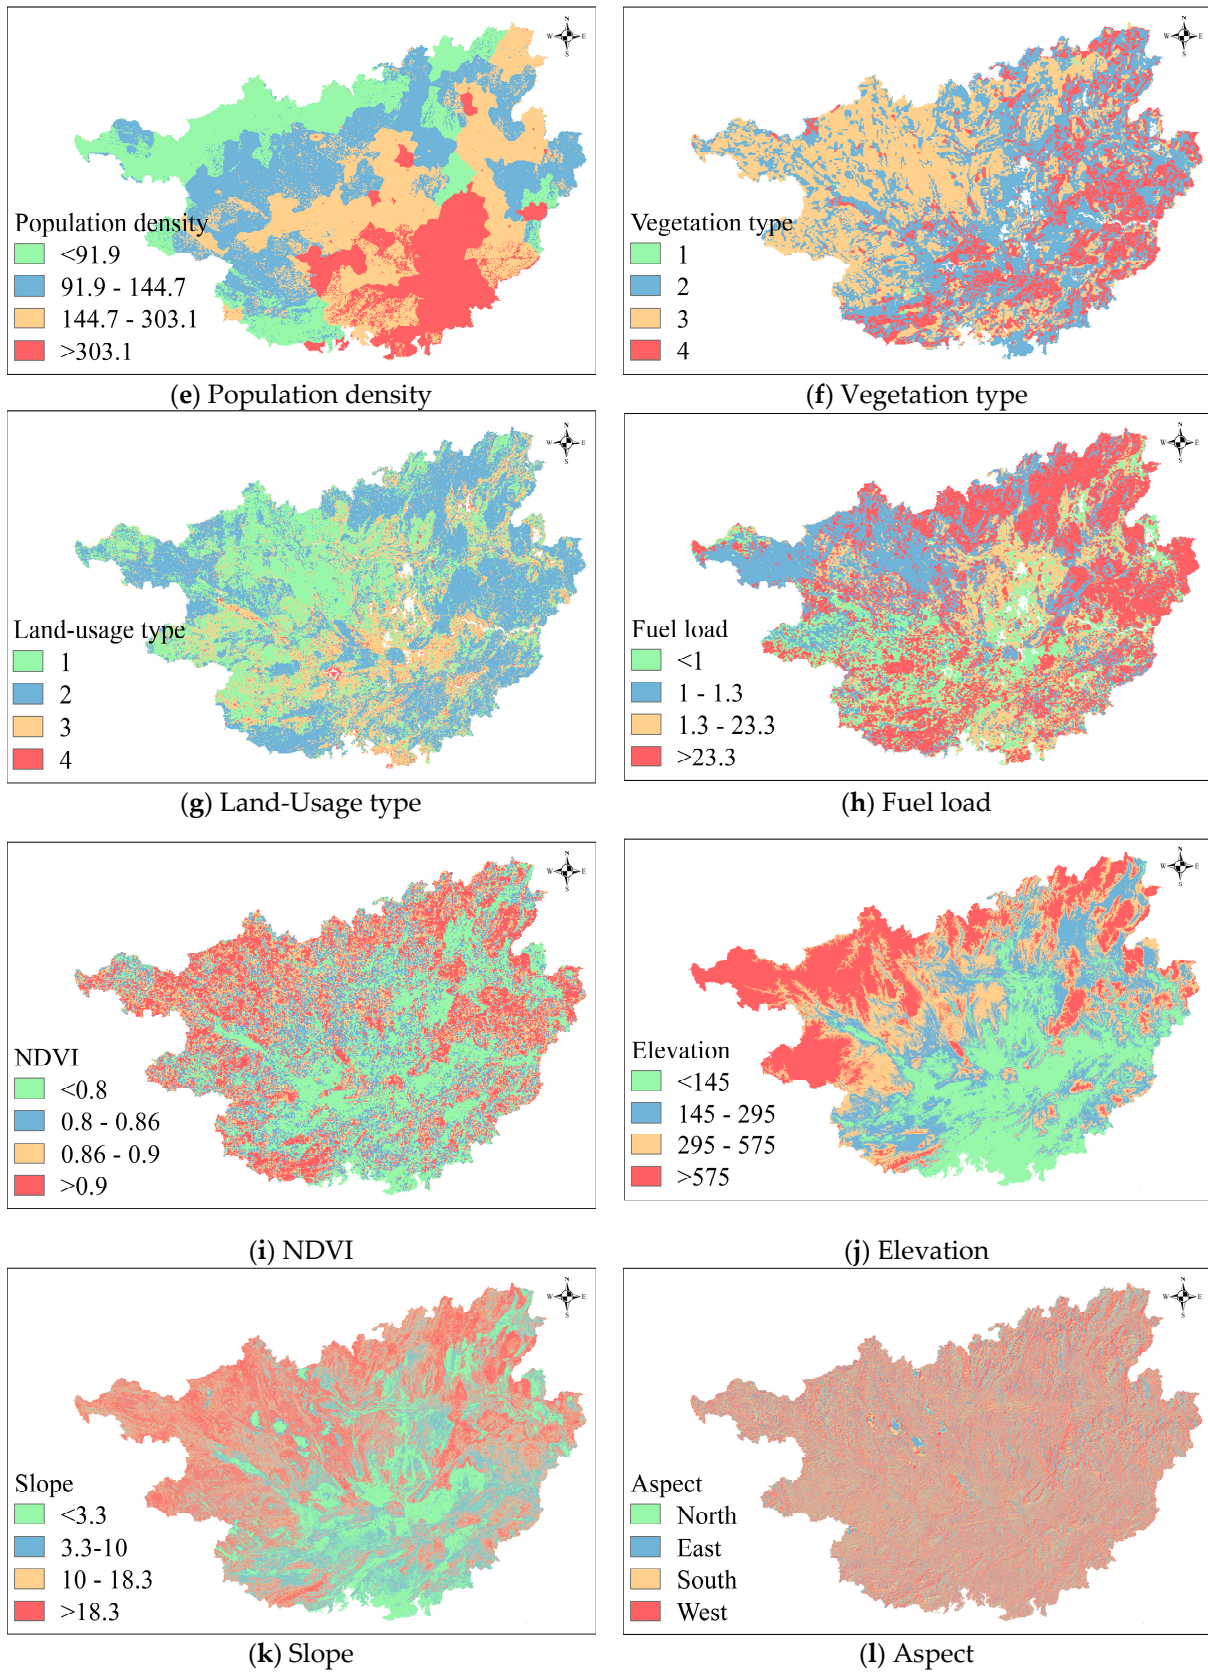 N
W E
S
Population density
<91.9
91.9 - 144.7
144.7 - 303.1
>303.1
(e) Population density
N
W E
S
Vegetation type
1
2
3
4
(f) Vegetation type
N
W E
S
Land-usage type
1
2
3
4
(g) Land-Usage type
N
W E
S
Fuel load
<1
1 - 1.3
1.3 - 23.3
>23.3
(h) Fuel load
N
W E
S
NDVI
<0.8
0.8 - 0.86
0.86 - 0.9
>0.9
(i) NDVI
N
W E
S
Elevation
<145
145 - 295
295 - 575
>575
(j) Elevation
N
W E
S
Slope
<3.3
3.3-10
10 - 18.3
>18.3
(k) Slope
N
W E
S
Aspect
North
East
South
West
(l) Aspect